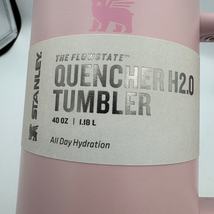 THE FLOWSTATE™
QUENCHER H2.0
TUMBLER
40 OZ | 1.18 L
All Day Hydration
STANLEY